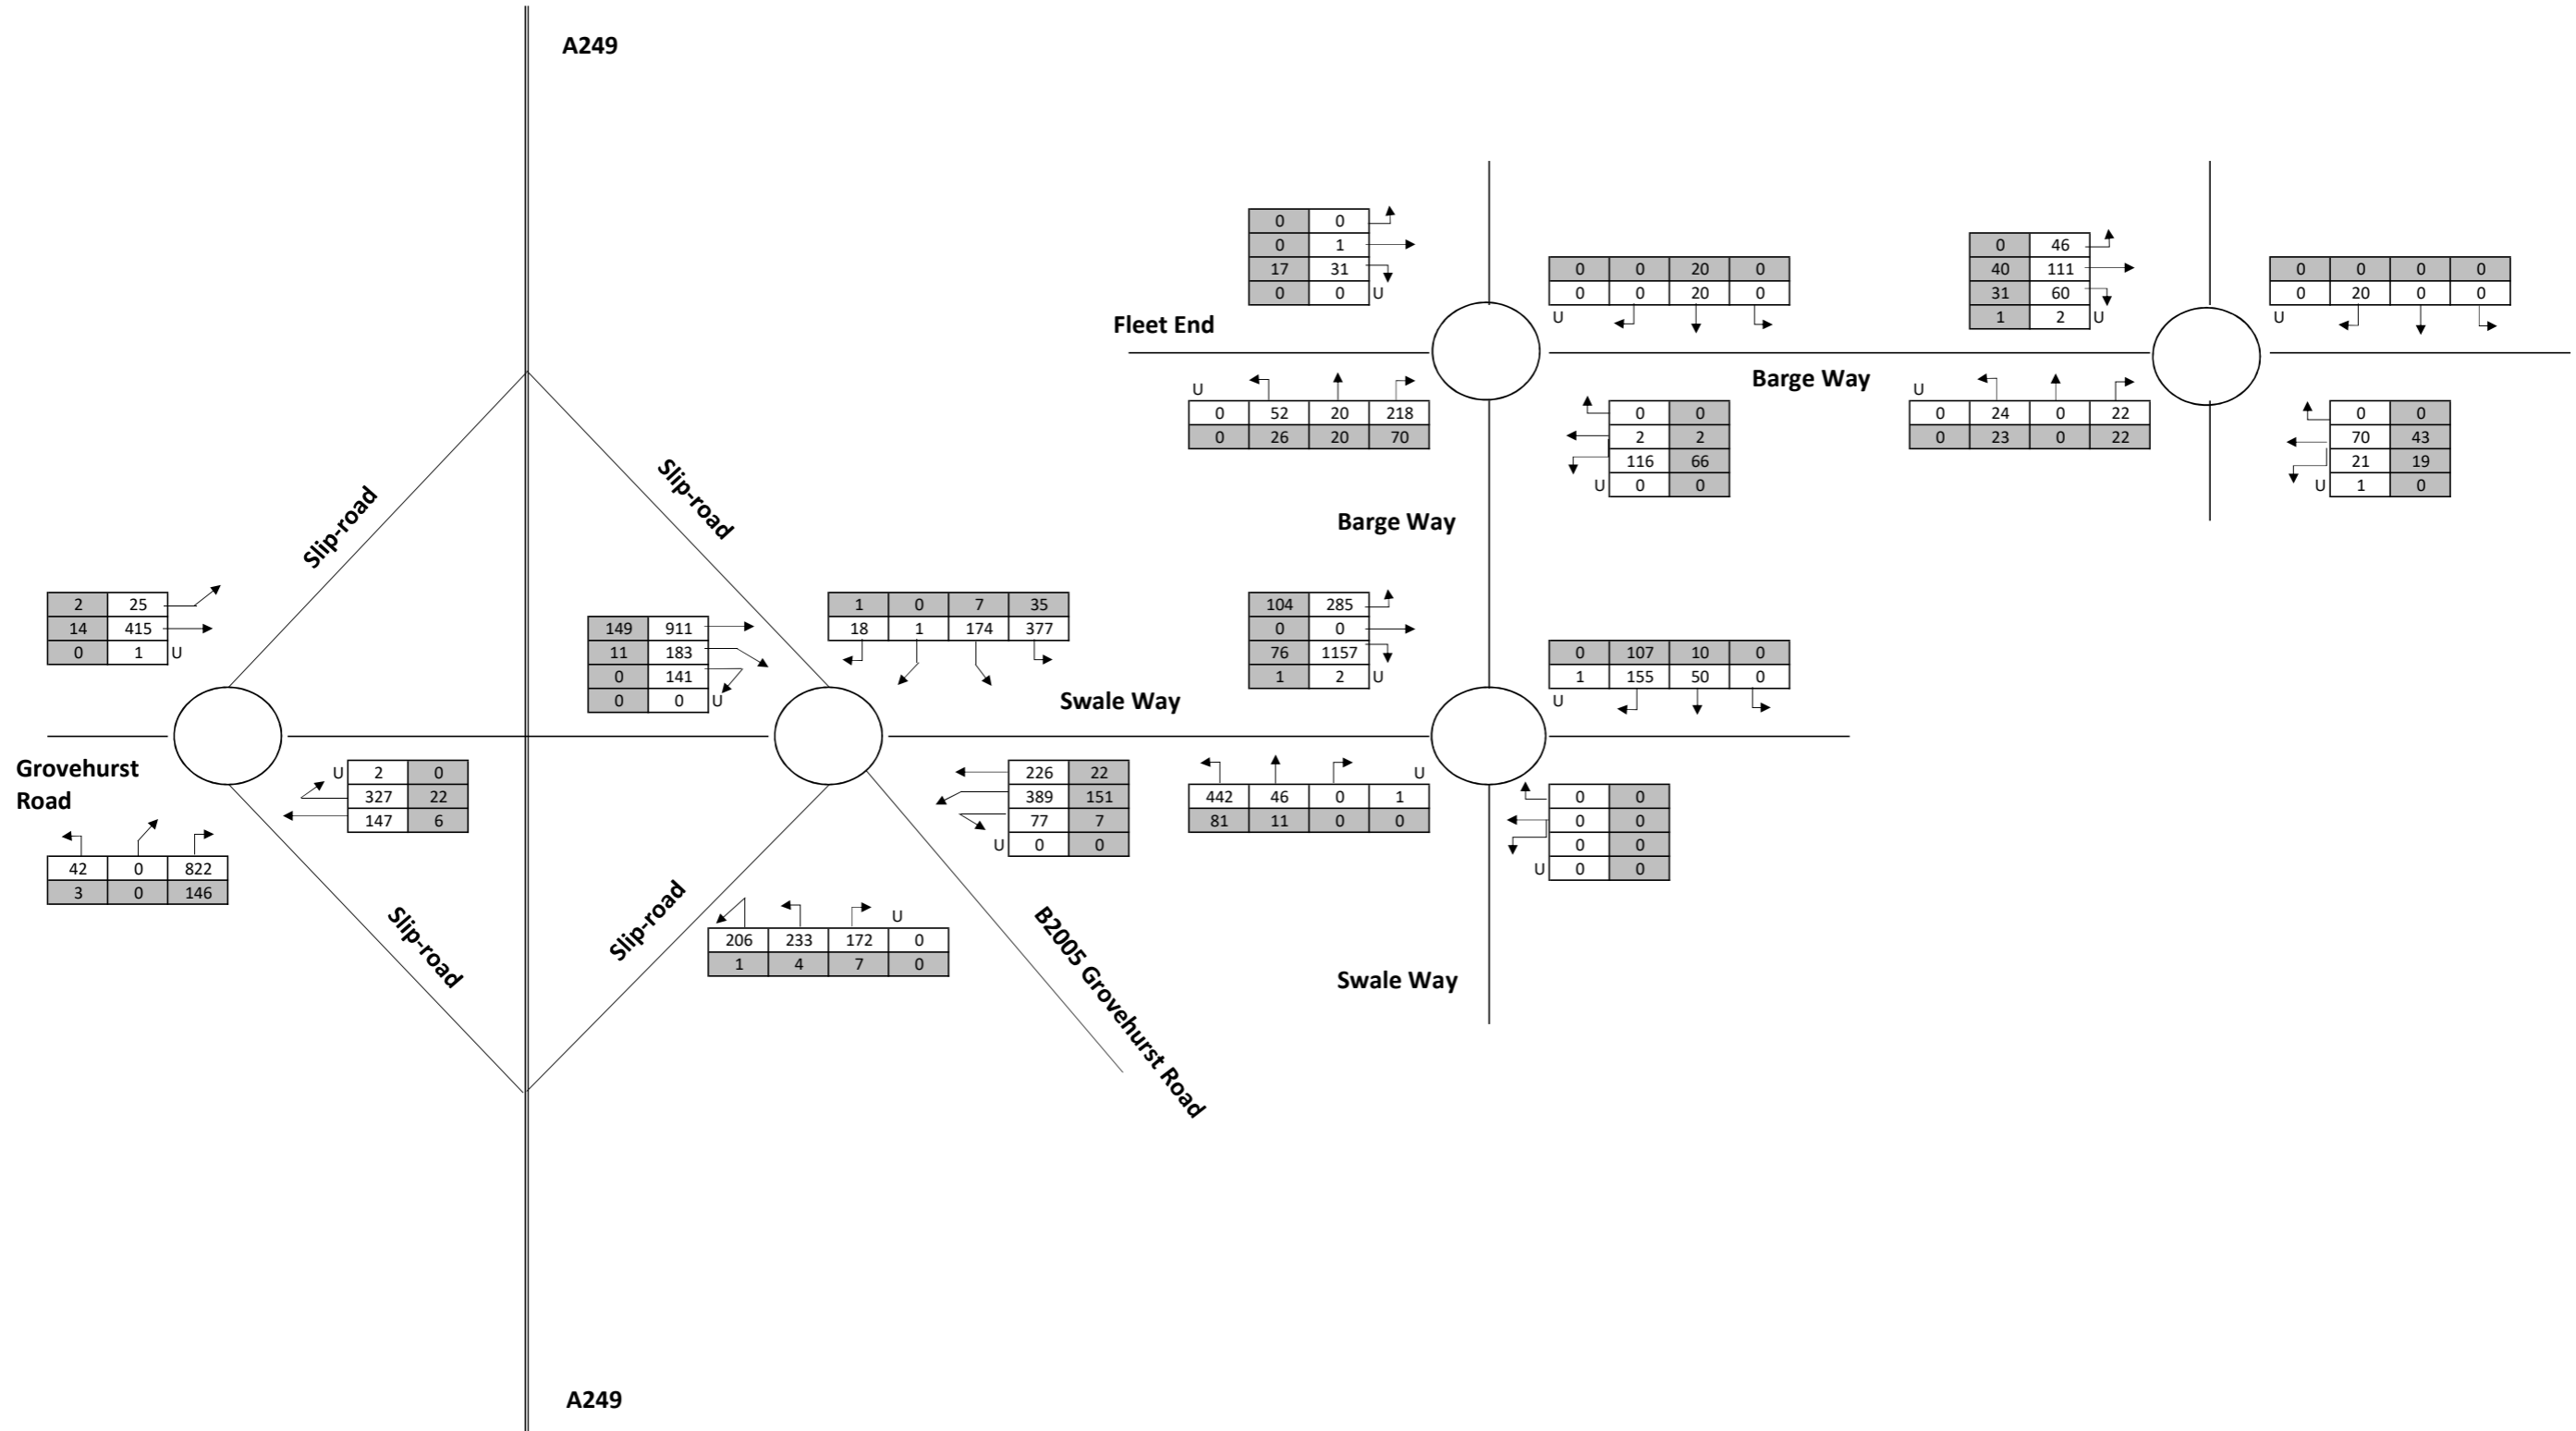 A249
0 0
0 1
17 31
0 0 U
0 0 20 0
0 0 20 0
U
Fleet End
U
0 52 20 218
0 26 20 70
0 0
2 2
116 66
U 0 0
Barge Way
0 46
40 111
31 60
1 2 U
0 0 0 0
0 20 0 0
U
Barge Way
U
0 24 0 22
0 23 0 22
0 0
70 43
21 19
U 1 0
Slip-road
Slip-road
2 25
14 415
0 1 U
149 911
11 183
0 141
0 0 U
1 0 7 35
18 1 174 377
Swale Way
104 285
0 0
76 1157
1 2 U
0 107 10 0
1 155 50 0
U
Grovehurst
Road
U 2 0
327 22
147 6
42 0 822
3 0 146
226 22
389 151
77 7
U 0 0
U
442 46 0 1
81 11 0 0
0 0
0 0
0 0
U 0 0
Slip-road
Slip-road
U
206 233 172 0
1 4 7 0
B2005 Grovehurst Road
Swale Way
A249